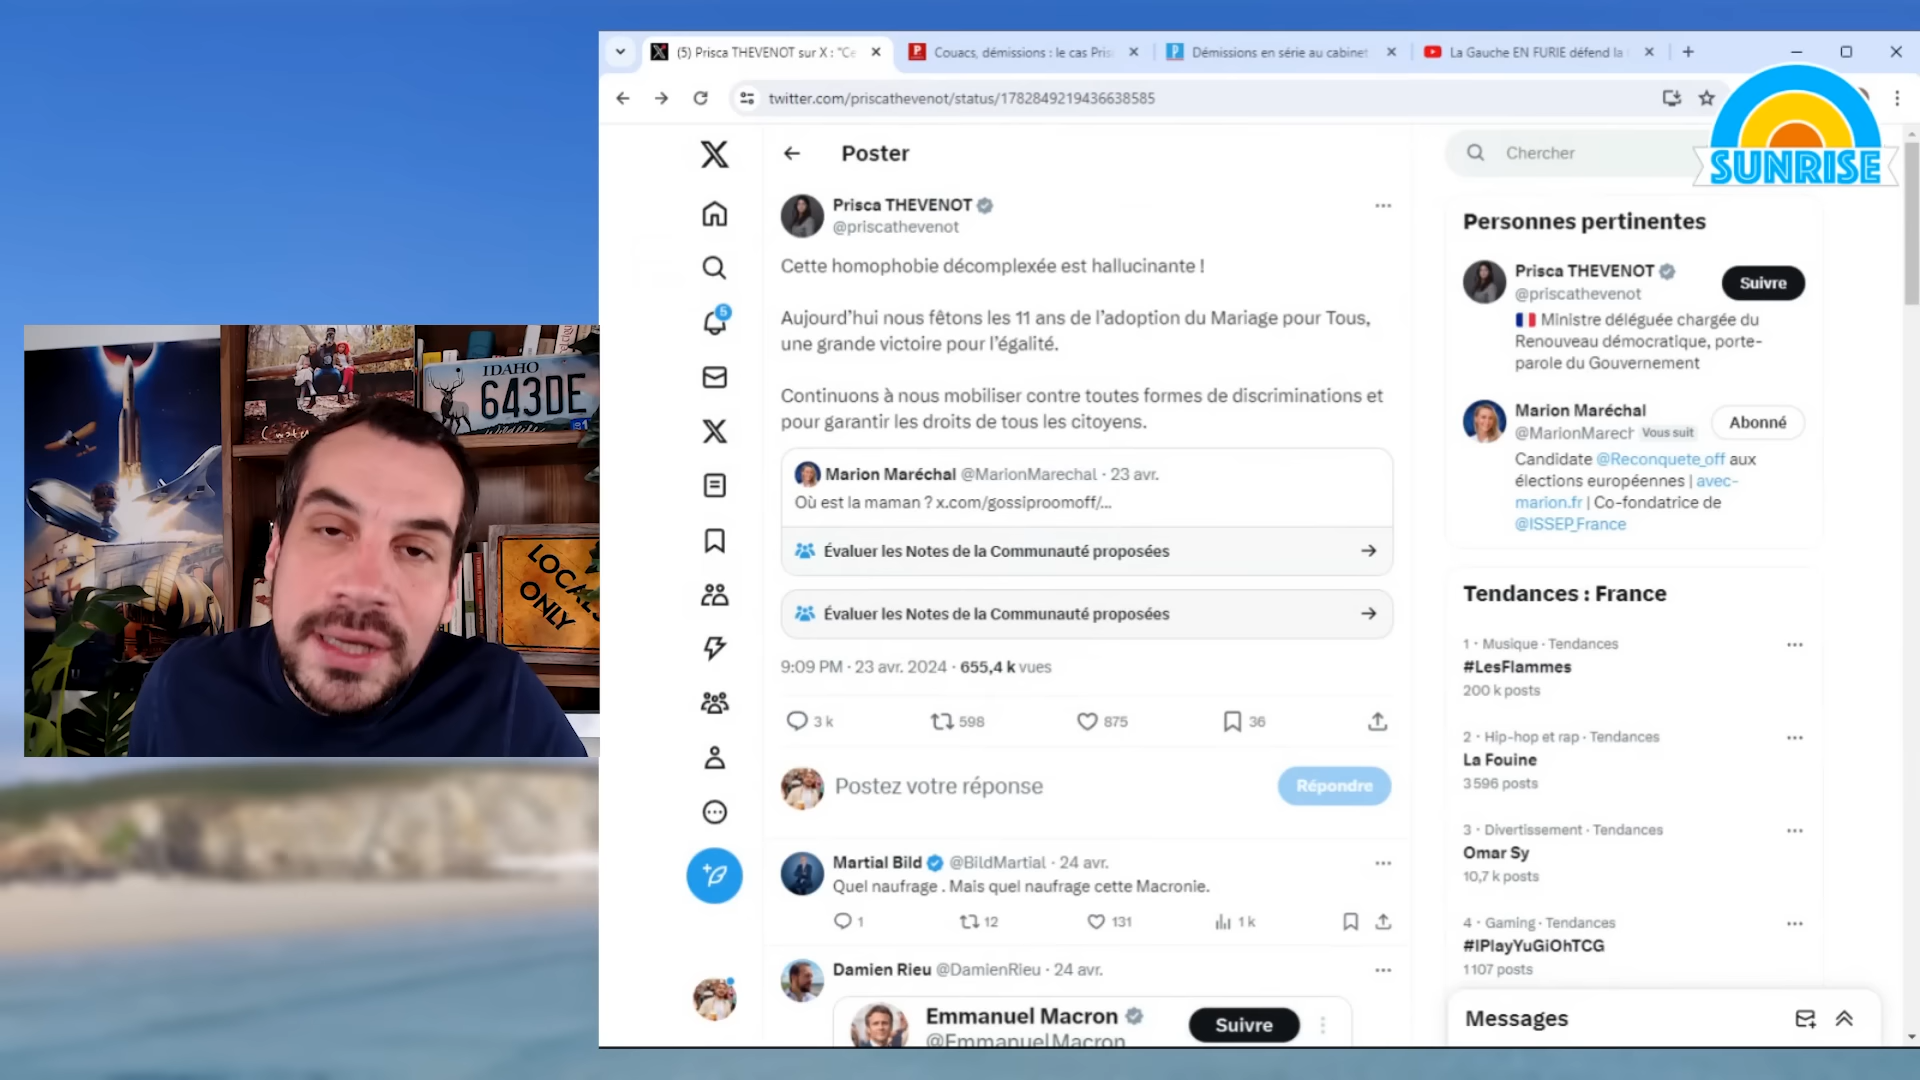 (5) Prisca THEVENOT sur X : "Ce
Couacs, démissions : le cas Pris
Démissions en série au cabinet
La Gauche EN FURIE défend la
twitter.com/priscathevenot/status/1782849219436638585
SUNRISE
IDAHO
643DE
LOCALS
ONLY
Poster
Prisca THEVENOT
@priscathevenot
Cette homophobie décomplexée est hallucinante !
Aujourd’hui nous fêtons les 11 ans de l’adoption du Mariage pour Tous,
une grande victoire pour l’égalité.
Continuons à nous mobiliser contre toutes formes de discriminations et
pour garantir les droits de tous les citoyens.
Marion Maréchal @MarionMarechal · 23 avr.
Où est la maman ? x.com/gossiproomoff/...
Évaluer les Notes de la Communauté proposées
Évaluer les Notes de la Communauté proposées
9:09 PM · 23 avr. 2024 · 655,4 k vues
3 k 598 875 36
Postez votre réponse
Répondre
Martial Bild @BildMartial · 24 avr.
Quel naufrage . Mais quel naufrage cette Macronie.
1 12 131 1 k
Damien Rieu @DamienRieu · 24 avr.
Emmanuel Macron
@EmmanuelMacron
Suivre
5
Chercher
Personnes pertinentes
Prisca THEVENOT
@priscathevenot
Suivre
Ministre déléguée chargée du
Renouveau démocratique, porte-
parole du Gouvernement
Marion Maréchal
@MarionMarech Vous suit
Abonné
Candidate @Reconquete_off aux
élections européennes | avec-
marion.fr | Co-fondatrice de
@ISSEP_France
Tendances : France
1 · Musique · Tendances
#LesFlammes
200 k posts
2 · Hip-hop et rap · Tendances
La Fouine
3 596 posts
3 · Divertissement · Tendances
Omar Sy
10,7 k posts
4 · Gaming · Tendances
#IPlayYuGiOhTCG
1 107 posts
Messages